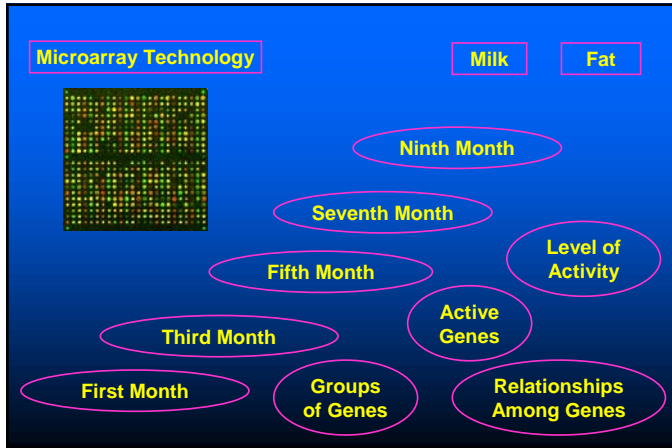 Microarray Technology
Milk
Fat
Ninth Month
Seventh Month
Level of
Activity
Fifth Month
Active
Genes
Third Month
First Month
Groups
of Genes
Relationships
Among Genes